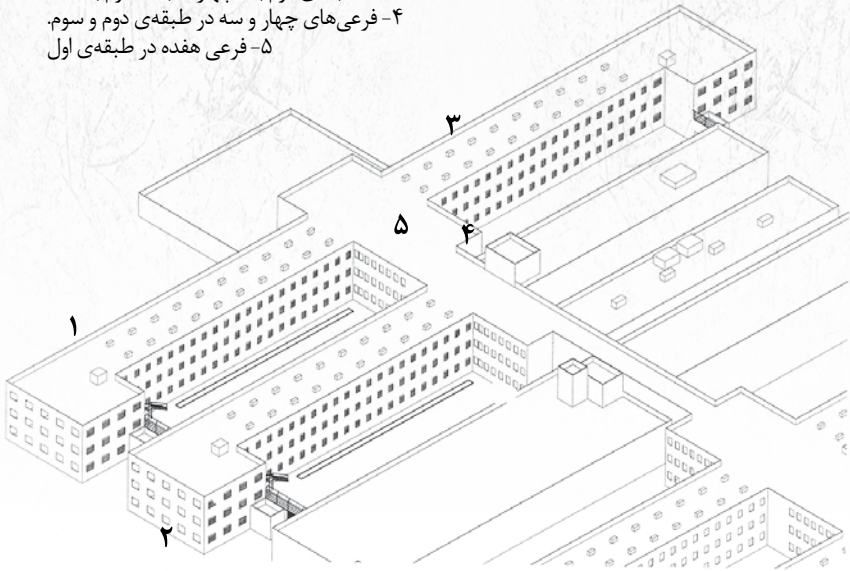 ۴- فرعی‌های چهار و سه در طبقه‌ی دوم و سوم.
۵- فرعی هفده در طبقه‌ی اول
۳
۵
۴
۱
۲